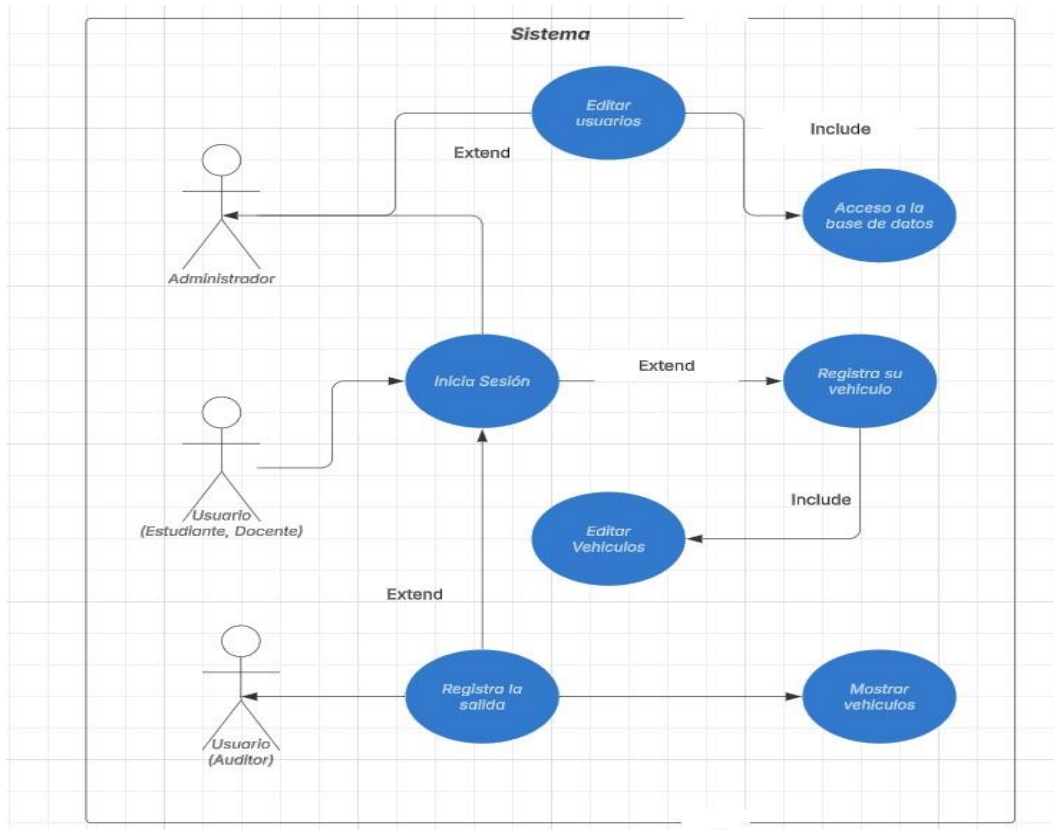 Sistema
Editar
usuarios
Include
Extend
Acceso a la
base de datos
Administrador
Inicia Sesión
Extend
Registra su
vehiculo
Include
Usuario
(Estudiante, Docente)
Editar
Vehiculos
Extend
Registra la
salida
Mostrar
vehiculos
Usuario
(Auditor)